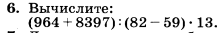 6. Вычислите:
(964 + 8397) : (82 – 59) · 13.